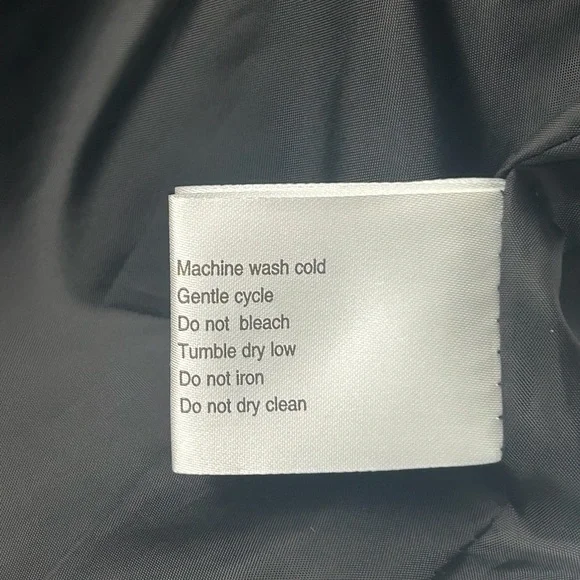 Machine wash cold
Gentle cycle
Do not bleach
Tumble dry low
Do not iron
Do not dry clean